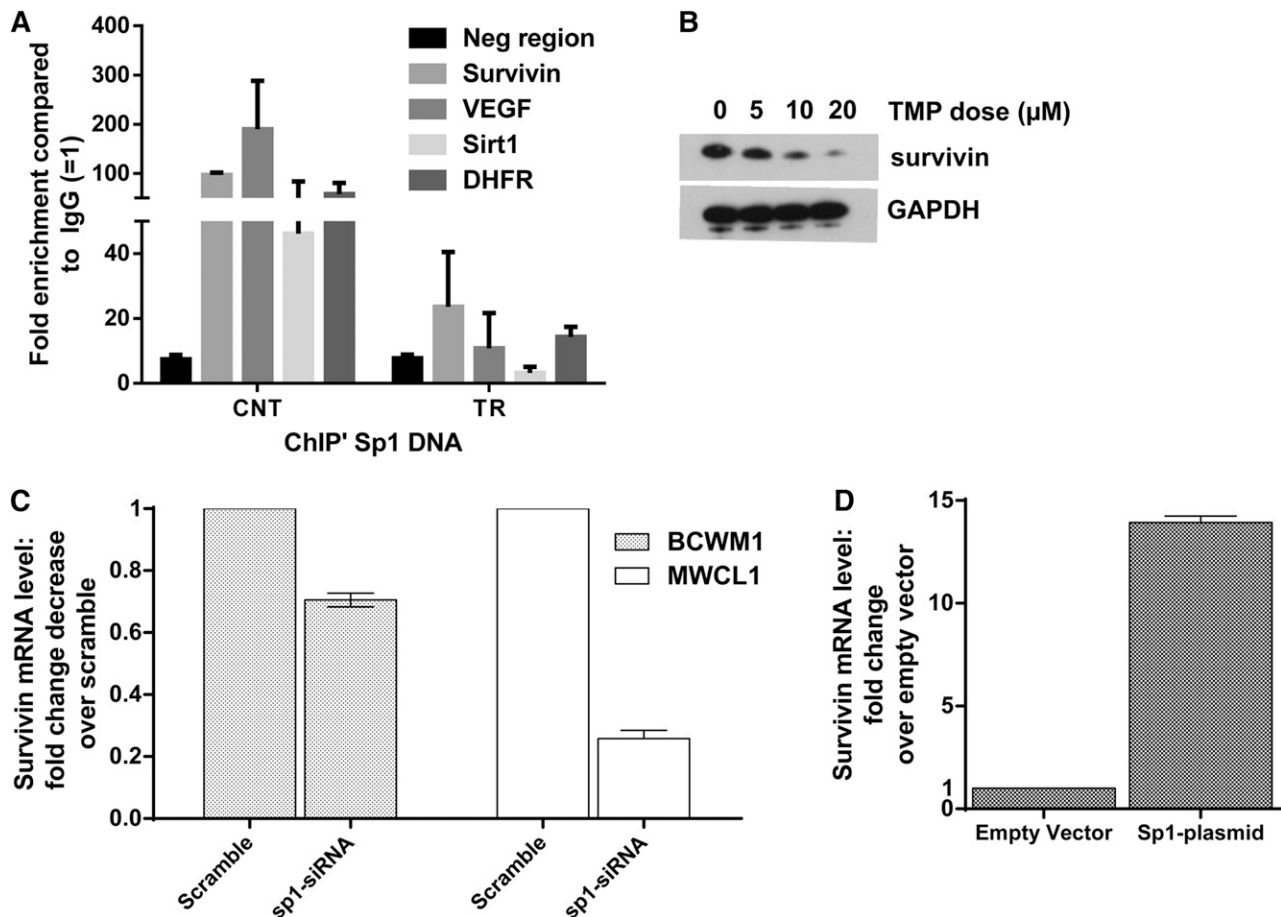 A
Fold enrichment compared
to IgG (=1)
400
300
200
100
40
20
0
Neg region
Survivin
VEGF
Sirt1
DHFR
CNT
TR
ChIP' Sp1 DNA
B
0 5 10 20 TMP dose (µM)
survivin
GAPDH
C
Survivin mRNA level:
fold change decrease
over scramble
1
0.8
0.6
0.4
0.2
0.0
BCWM1
MWCL1
Scramble
sp1-siRNA
Scramble
sp1-siRNA
D
Survivin mRNA level:
fold change
over empty vector
15
10
5
1
0
Empty Vector
Sp1-plasmid